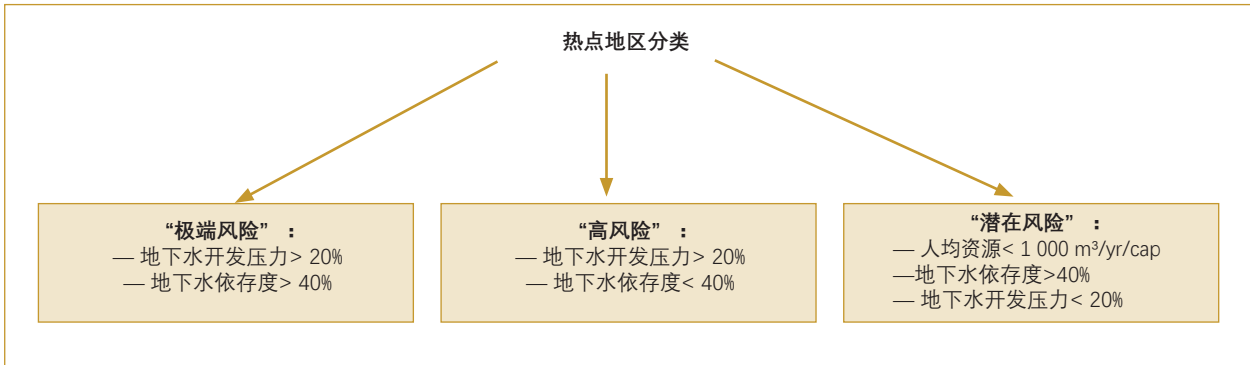 热点地区分类
“极端风险” ：
— 地下水开发压力> 20%
— 地下水依存度> 40%
“高风险” ：
— 地下水开发压力> 20%
— 地下水依存度< 40%
“潜在风险” ：
— 人均资源< 1 000 m³/yr/cap
—地下水依存度>40%
— 地下水开发压力< 20%